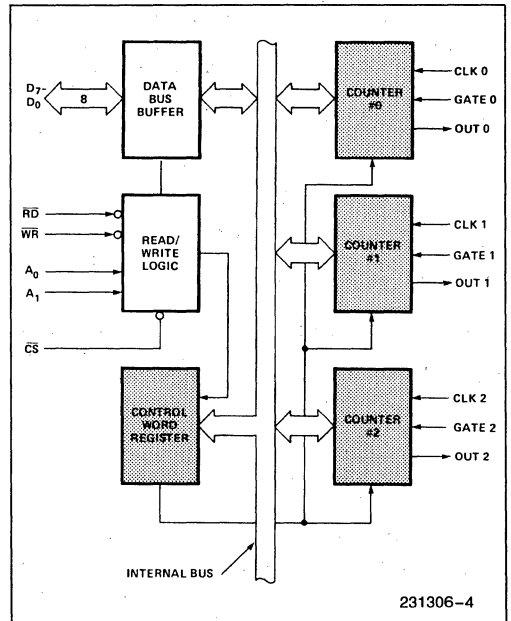 D7-
D0
8
DATA
BUS
BUFFER
RD
WR
A0
A1
CS
READ/
WRITE
LOGIC
CONTROL
WORD
REGISTER
INTERNAL BUS
COUNTER
#0
CLK 0
GATE 0
OUT 0
COUNTER
#1
CLK 1
GATE 1
OUT 1
COUNTER
#2
CLK 2
GATE 2
OUT 2
231306-4